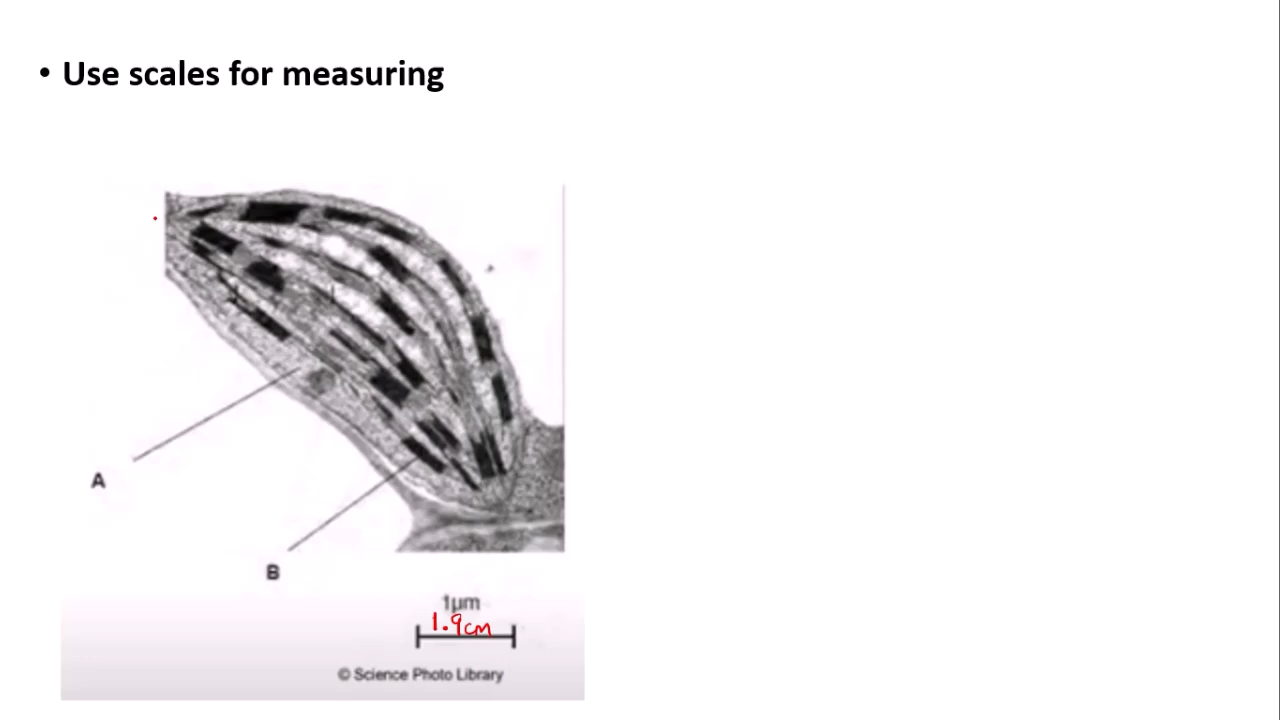 • Use scales for measuring
A
B
1µm
1.9cm
© Science Photo Library